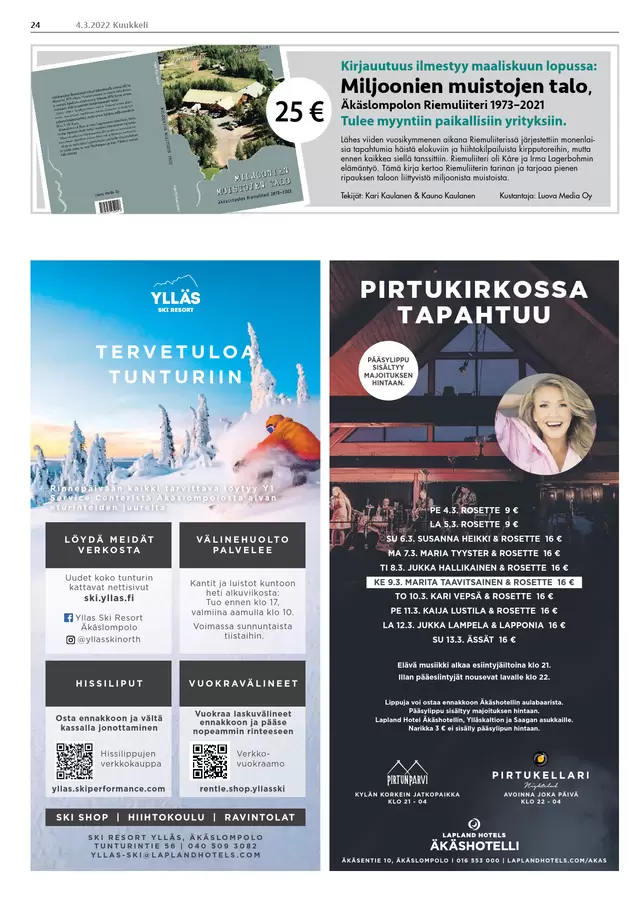 24
4.3.2022 Kuukkeli
Kirjauutuus ilmestyy maaliskuun lopussa:
Miljoonien muistojen talo,
Äkäslompolon Riemuliiteri 1973–2021
Tulee myyntiin paikallisiin yrityksiin.
25 €
Lähes viiden vuosikymmenen aikana Riemuliiterissä järjestettiin monenlai-
sia tapahtumia häistä elokuviin ja hiihtokilpailuista kirpputoreihin, mutta
ennen kaikkea siellä tanssittiin. Riemuliiteri oli Kåre ja Irma Lagerbohmin
elämäntyö. Tämä kirja kertoo Riemuliiterin tarinan ja tarjoaa pienen
ripauksen taloon liittyvistä miljoonista muistoista.
Tekijät: Kari Kaulanen & Kauno Kaulanen Kustantaja: Luova Media Oy
MILJOONIEN
MUISTOJEN TALO
Äkäslompolon Riemuliiteri 1973–2021
YLLÄS
SKI RESORT
TERVETULOA
TUNTURIIN
Rinnepäivään kaikki tarvittava löytyy Y1
Service Centeristä Äkäslompolosta aivan
eturinteiden juurelta
LÖYDÄ MEIDÄT
VERKOSTA
Uudet koko tunturin
kattavat nettisivut
ski.yllas.fi
Ylläs Ski Resort
Äkäslompolo
@yllasskinorth
VÄLINEHUOLTO
PALVELEE
Kantit ja luistot kuntoon
heti alkuviikosta:
Tuo ennen klo 17,
valmiina aamulla klo 10.
Voimassa sunnuntaista
tiistaihin.
HISSILIPUT
Osta ennakkoon ja vältä
kassalla jonottaminen
Hissilippujen
verkkokauppa
yllas.skiperformance.com
VUOKRAVÄLINEET
Vuokraa laskuvälineet
ennakkoon ja pääse
nopeammin rinteeseen
Verkko-
vuokraamo
rentle.shop.yllasski
SKI SHOP | HIIHTOKOULU | RAVINTOLAT
SKI RESORT YLLÄS, ÄKÄSLOMPOLO
TUNTURINTIE 56 | 040 509 3082
YLLAS-SKI@LAPLANDHOTELS.COM
PIRTUKIRKOSSA
TAPAHTUU
PÄÄSYLIPPU
SISÄLTYY
MAJOITUKSEN
HINTAAN.
PE 4.3. ROSETTE 9 €
LA 5.3. ROSETTE 9 €
SU 6.3. SUSANNA HEIKKI & ROSETTE 16 €
MA 7.3. MARIA TYYSTER & ROSETTE 16 €
TI 8.3. JUKKA HALLIKAINEN & ROSETTE 16 €
KE 9.3. MARITA TAAVITSAINEN & ROSETTE 16 €
TO 10.3. KARI VEPSÄ & ROSETTE 16 €
PE 11.3. KAIJA LUSTILA & ROSETTE 16 €
LA 12.3. JUKKA LAMPELA & LAPPONIA 16 €
SU 13.3. ÄSSÄT 16 €
Elävä musiikki alkaa esiintyjäiltoina klo 21.
Illan pääesiintyjät nousevat lavalle klo 22.
Lippuja voi ostaa ennakkoon Äkäshotellin aulabaarista.
Pääsylippu sisältyy majoituksen hintaan.
Lapland Hotel Äkäshotellin, Ylläskaltion ja Saagan asukkaille.
Narikka 3 € ei sisälly pääsylipun hintaan.
PIRTUNPARVI
KYLÄN KORKEIN JATKOPAIKKA
KLO 21 - 04
PIRTUKELLARI
Nightclub
AVOINNA JOKA PÄIVÄ
KLO 22 - 04
LAPLAND HOTELS
ÄKÄSHOTELLI
ÄKÄSENTIE 10, ÄKÄSLOMPOLO I 016 553 000 | LAPLANDHOTELS.COM/AKAS